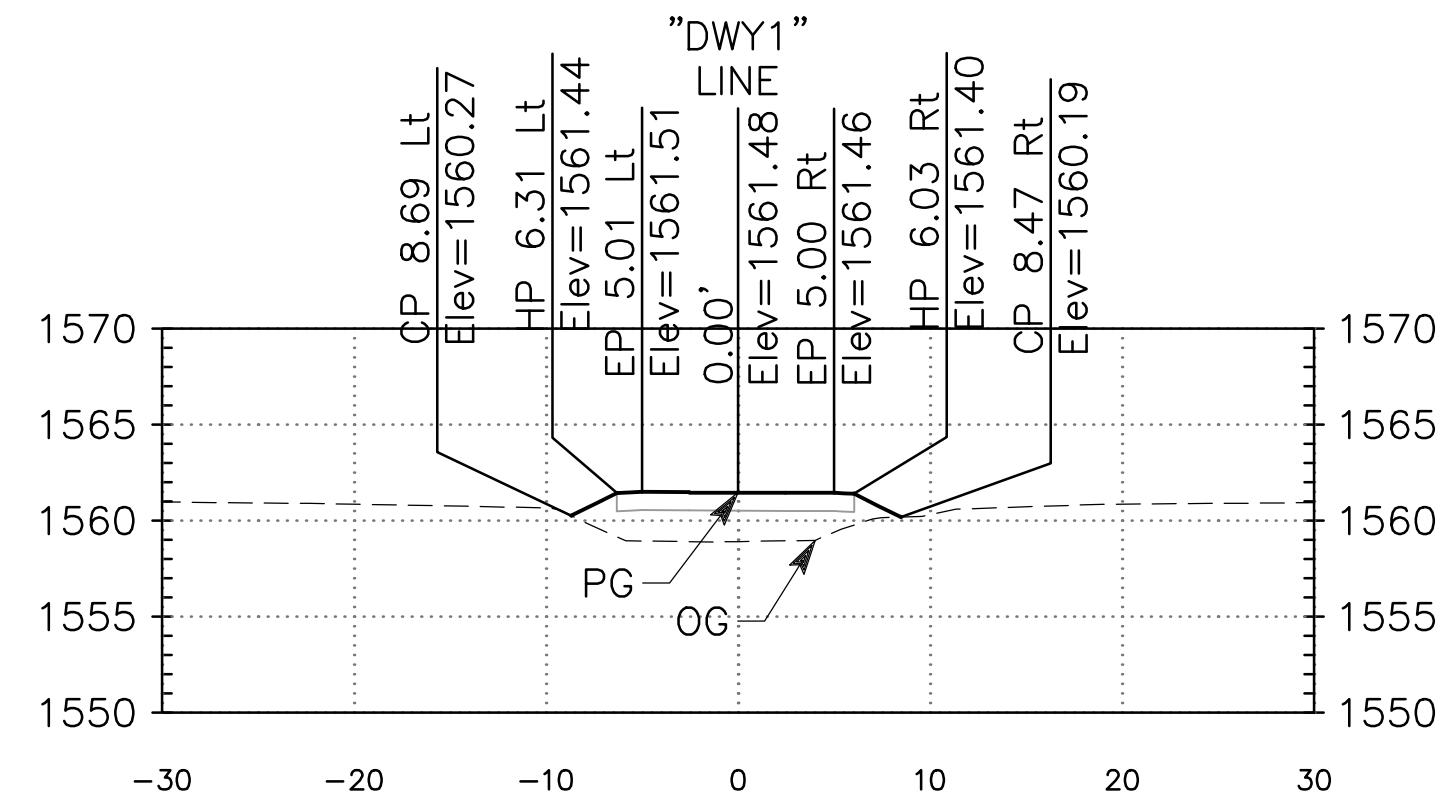 ”DWY1”
LINE
CP 8.69 Lt
Elev=1560.27
HP 6.31 Lt
Elev=1561.44
EP 5.01 Lt
Elev=1561.51
0.00’
Elev=1561.48
EP 5.00 Rt
Elev=1561.46
HP 6.03 Rt
Elev=1561.40
CP 8.47 Rt
Elev=1560.19
1570 1570
1565 1565
1560 1560
PG
OG
1555 1555
1550 1550
-30 -20 -10 0 10 20 30